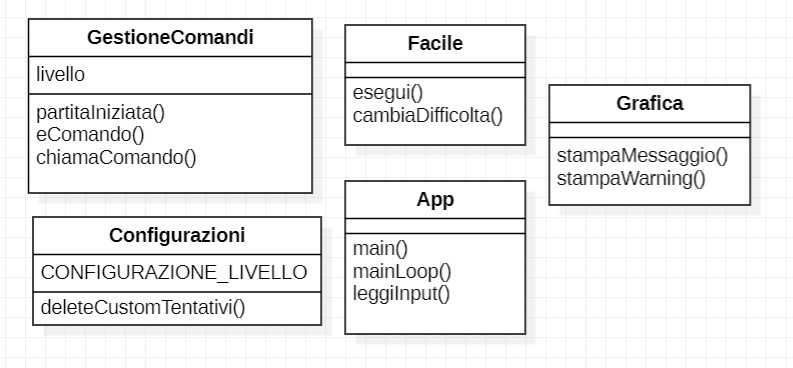 GestioneComandi
livello
partitaIniziata()
eComando()
chiamaComando()
Facile
esegui()
cambiaDifficolta()
Grafica
stampaMessaggio()
stampaWarning()
Configurazioni
CONFIGURAZIONE_LIVELLO
deleteCustomTentativi()
App
main()
mainLoop()
leggiInput()